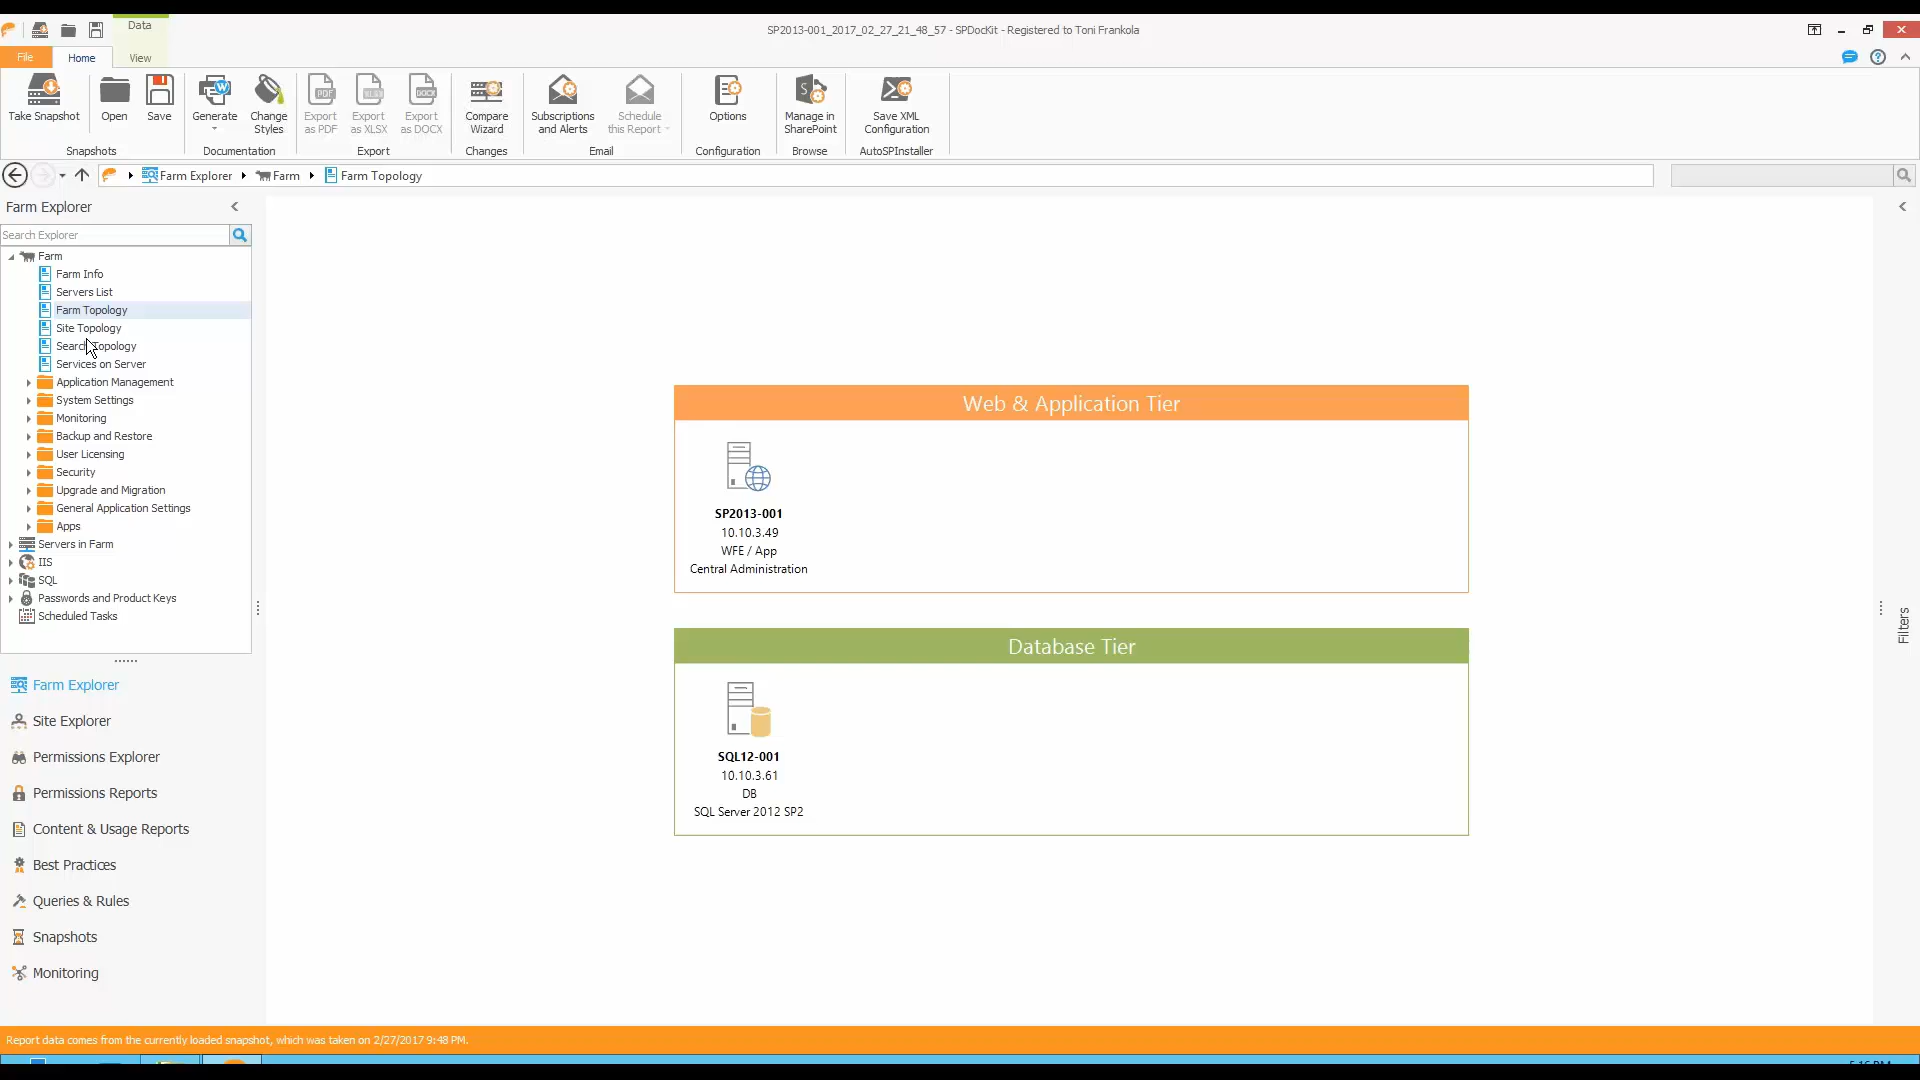 Data
SP2013-001_2017_02_27_21_48_57 - SPDocKit - Registered to Toni Frankola
File
Home
View
Take Snapshot
Open
Save
Generate
Change
Styles
Export
as PDF
Export
as XLSX
Export
as DOCX
Compare
Wizard
Subscriptions
and Alerts
Schedule
this Report
Options
Manage in
SharePoint
Save XML
Configuration
Snapshots
Documentation
Export
Changes
Email
Configuration
Browse
AutoSPInstaller
Farm Explorer
Farm
Farm Topology
Farm Explorer
Search Explorer
Farm
Farm Info
Servers List
Farm Topology
Site Topology
Search Topology
Services on Server
Application Management
System Settings
Monitoring
Backup and Restore
User Licensing
Security
Upgrade and Migration
General Application Settings
Apps
Servers in Farm
IIS
SQL
Passwords and Product Keys
Scheduled Tasks
Farm Explorer
Site Explorer
Permissions Explorer
Permissions Reports
Content & Usage Reports
Best Practices
Queries & Rules
Snapshots
Monitoring
Web & Application Tier
SP2013-001
10.10.3.49
WFE / App
Central Administration
Database Tier
SQL12-001
10.10.3.61
DB
SQL Server 2012 SP2
Filters
Report data comes from the currently loaded snapshot, which was taken on 2/27/2017 9:48 PM.